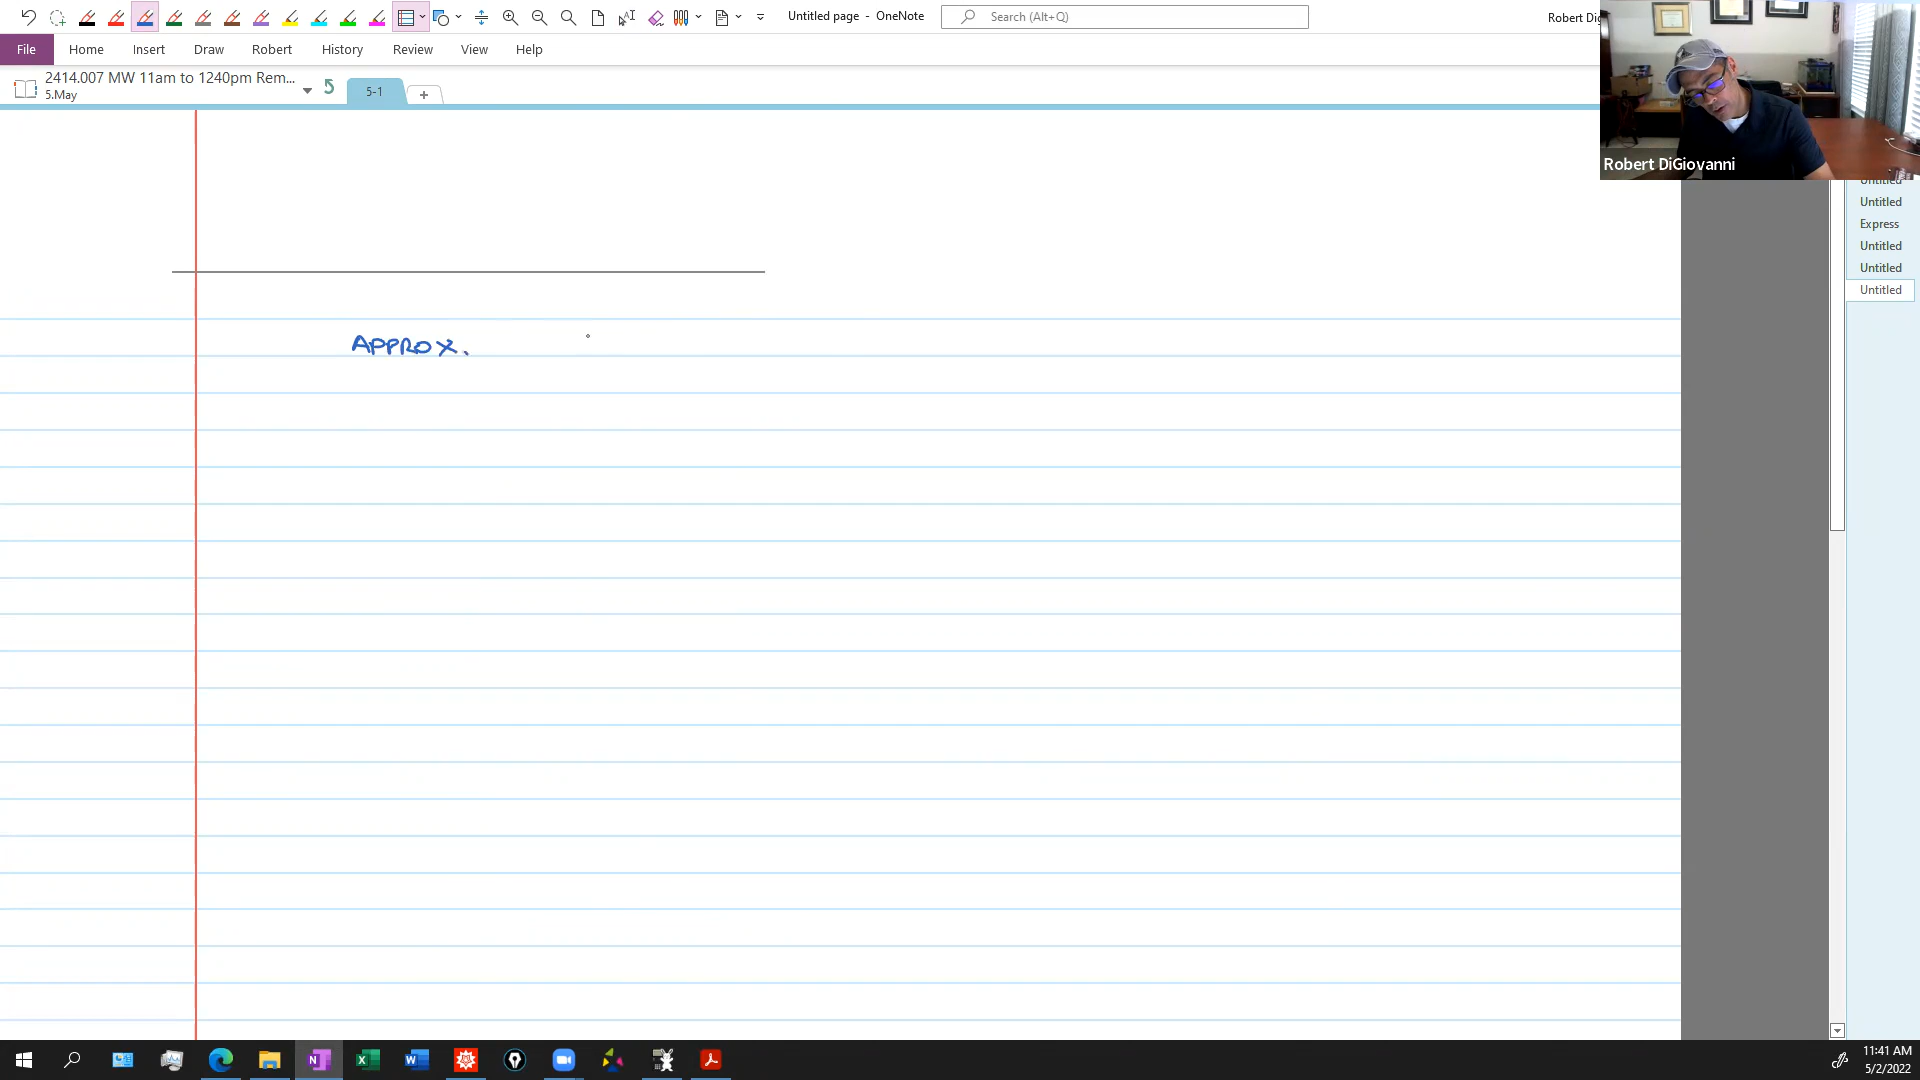 Untitled page - OneNote
Search (Alt+Q)
File
Home
Insert
Draw
Robert
History
Review
View
Help
2414.007 MW 11am to 1240pm Rem...
5.May
5-1
Robert DiGiovanni
Untitled
Express
Untitled
Untitled
Untitled
APPROX.
11:41 AM
5/2/2022